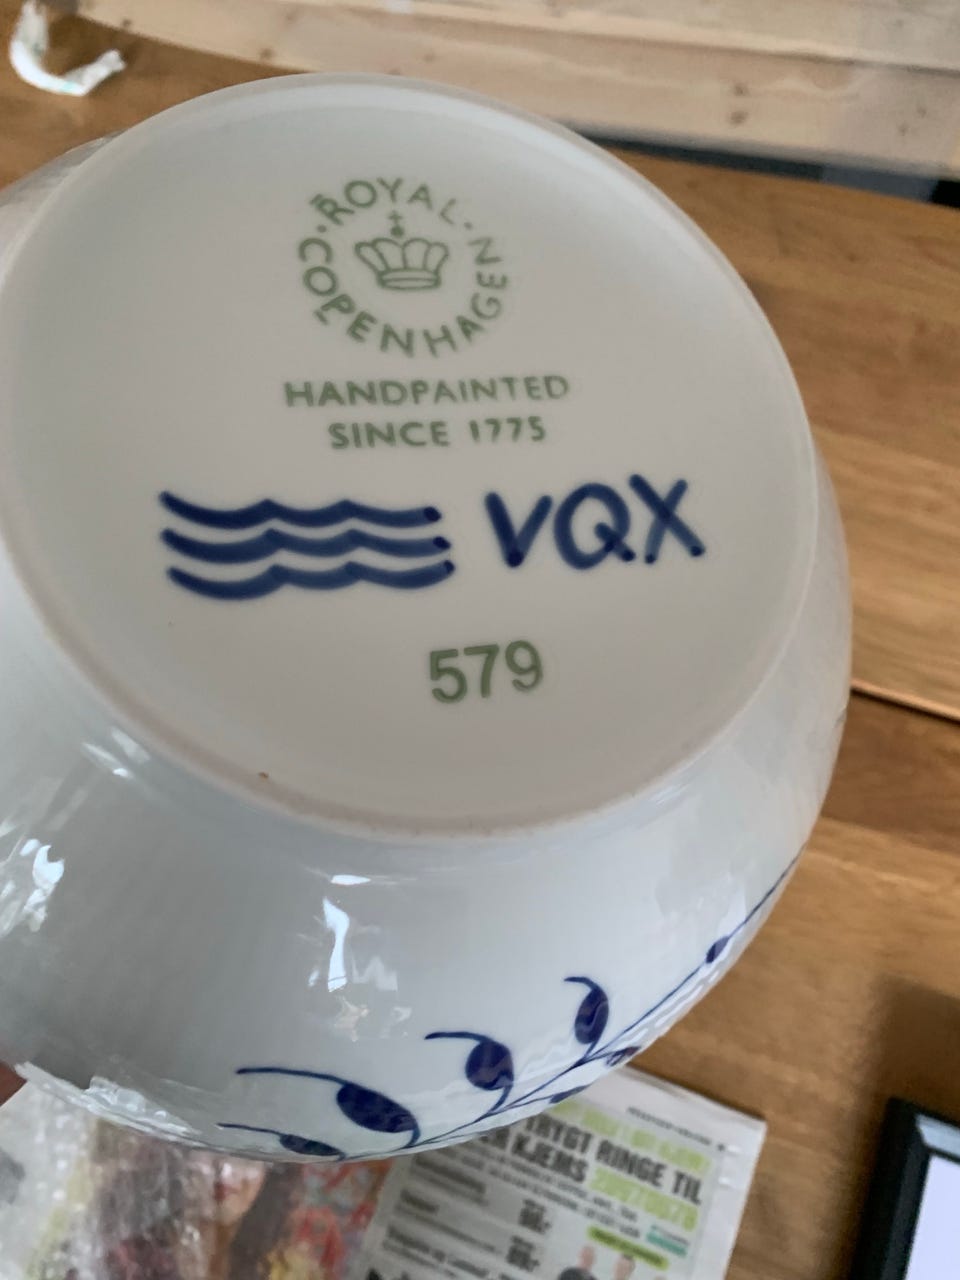 ROYAL COPENHAGEN
HANDPAINTED
SINCE 1775
VQX
579
TRYGT RINGE TIL
KJEMS